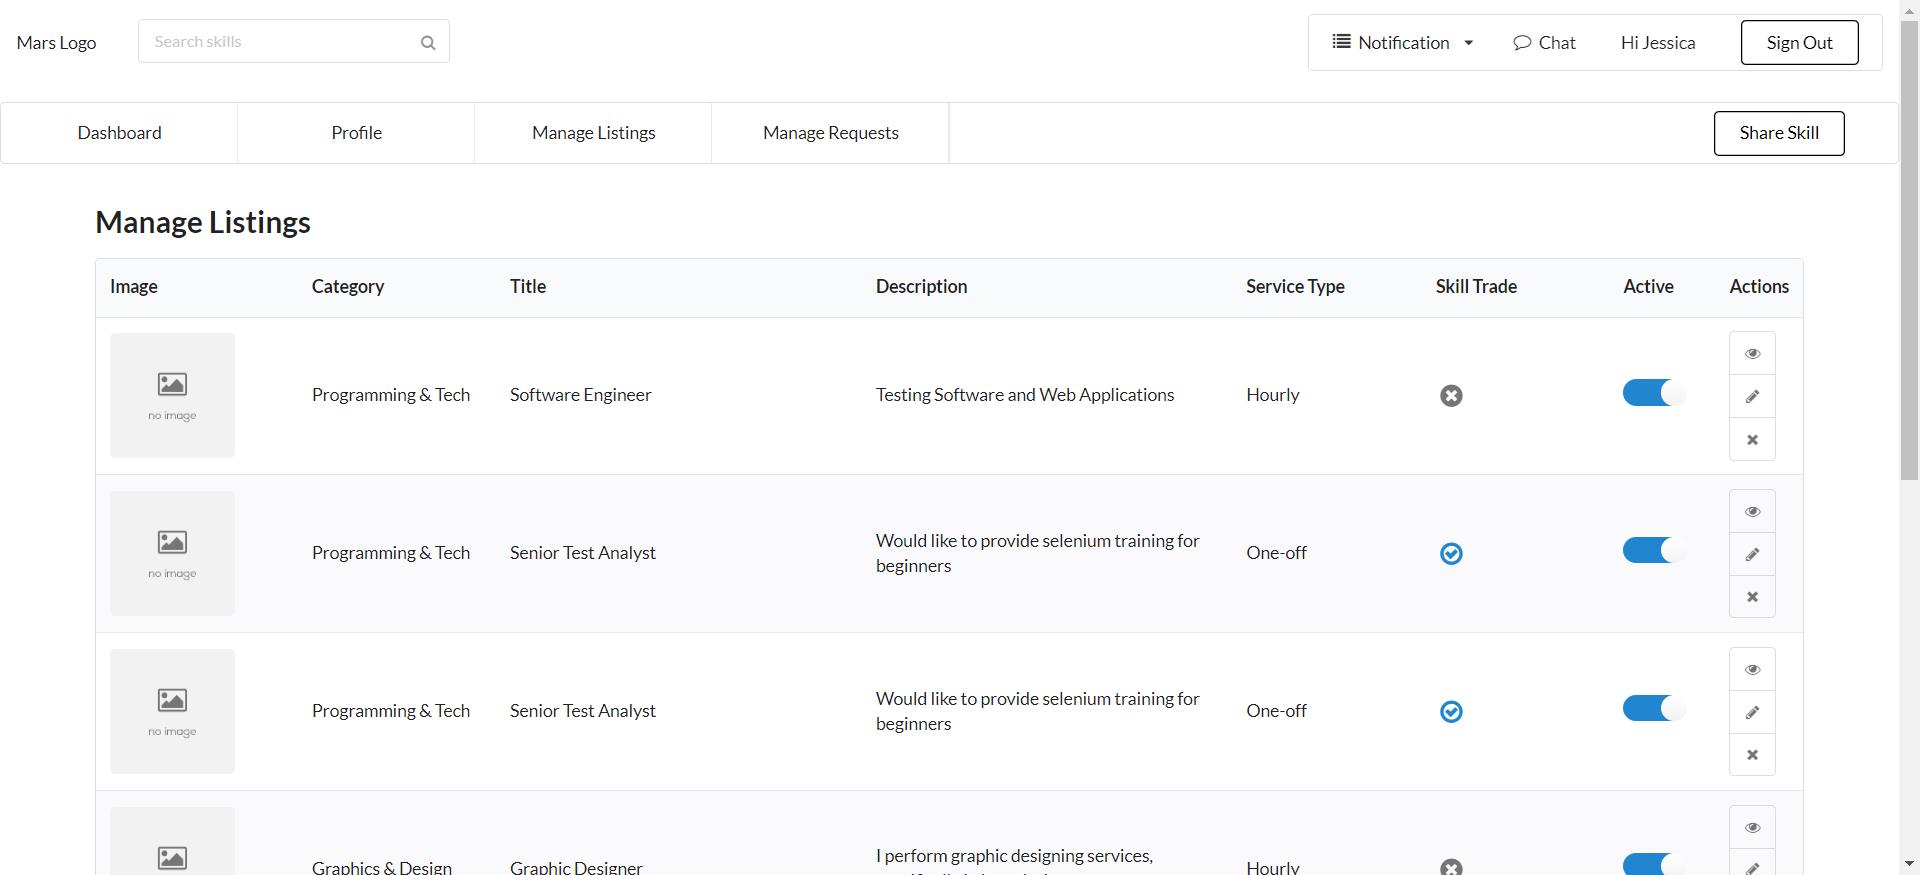 Mars Logo
Search skills
Notification
Chat
Hi Jessica
Sign Out
Dashboard
Profile
Manage Listings
Manage Requests
Share Skill
Manage Listings
Image
Category
Title
Description
Service Type
Skill Trade
Active
Actions
no image
Programming & Tech
Software Engineer
Testing Software and Web Applications
Hourly
no image
Programming & Tech
Senior Test Analyst
Would like to provide selenium training for
beginners
One-off
no image
Programming & Tech
Senior Test Analyst
Would like to provide selenium training for
beginners
One-off
Graphics & Design
Graphic Designer
I perform graphic designing services,
Hourly